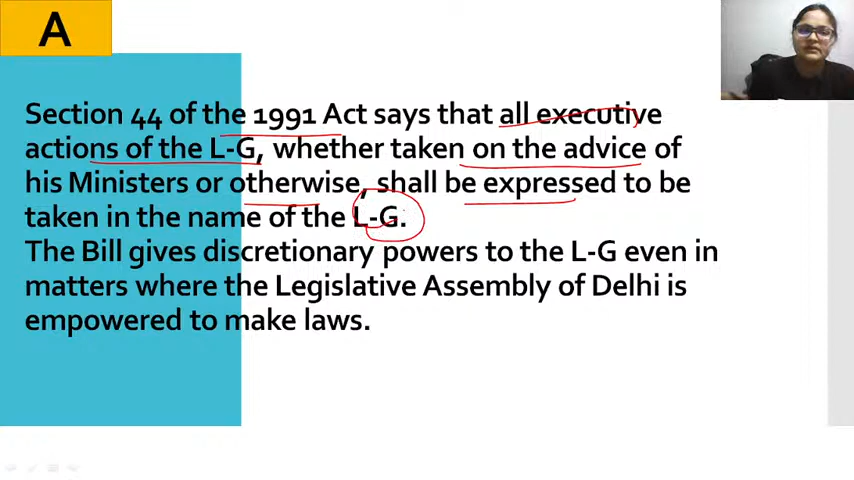 A
Section 44 of the 1991 Act says that all executive
actions of the L-G, whether taken on the advice of
his Ministers or otherwise, shall be expressed to be
taken in the name of the L-G.
The Bill gives discretionary powers to the L-G even in
matters where the Legislative Assembly of Delhi is
empowered to make laws.